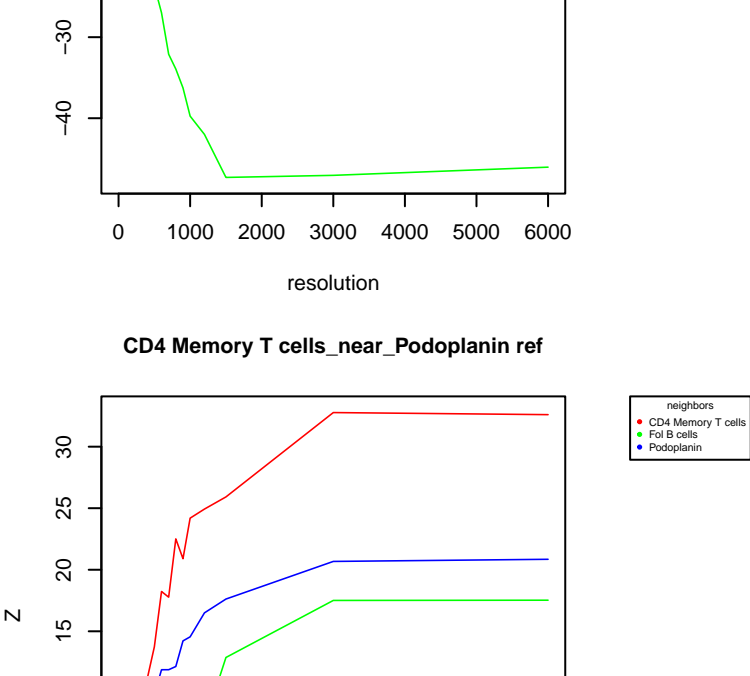 −30
−40
0 1000 2000 3000 4000 5000 6000
resolution
CD4 Memory T cells_near_Podoplanin ref
neighbors
CD4 Memory T cells
Fol B cells
Podoplanin
30
25
20
15
Z